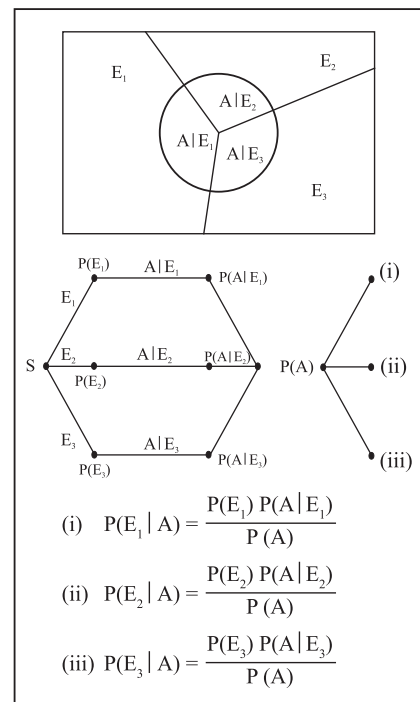 E₁
E₂
A|E₂
A|E₁
A|E₃
E₃
P(E₁) A|E₁ P(A|E₁)
E₁
(i)
S E₂ A|E₂ P(A|E₂) P(A) (ii)
P(E₂)
E₃
P(E₃) A|E₃ P(A|E₃) (iii)
(i) P(E₁|A) = P(E₁) P(A|E₁) / P (A)
(ii) P(E₂|A) = P(E₂) P(A|E₂) / P (A)
(iii) P(E₃|A) = P(E₃) P(A|E₃) / P(A)